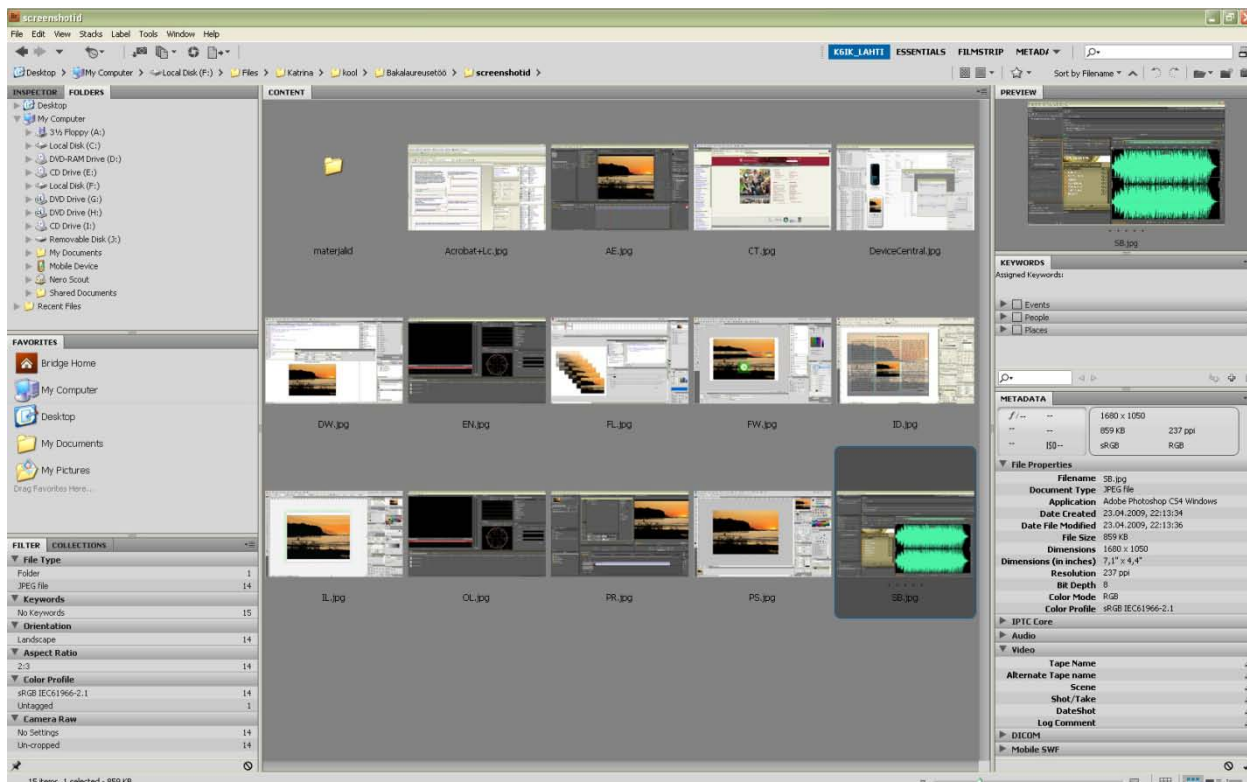 Br screenshotid
File Edit View Stacks Label Tools Window Help
K6IK_LAHTI ESSENTIALS FILMSTRIP METADA
Desktop > My Computer > Local Disk (F:) > Files > Katrina > kool > Bakalaureusetöö > screenshotid >
Sort by Filename
INSPECTOR FOLDERS
Desktop
My Computer
3½ Floppy (A:)
Local Disk (C:)
DVD-RAM Drive (D:)
CD Drive (E:)
Local Disk (F:)
DVD Drive (G:)
DVD Drive (H:)
CD Drive (I:)
Removable Disk (J:)
My Documents
Mobile Device
Nero Scout
Shared Documents
Recent Files
FAVORITES
Bridge Home
My Computer
Desktop
My Documents
My Pictures
Drag Favorites Here...
FILTER COLLECTIONS
File Type
Folder 1
JPEG file 14
Keywords
No Keywords 15
Orientation
Landscape 14
Aspect Ratio
2:3 14
Color Profile
sRGB IEC61966-2.1 14
Untagged 1
Camera Raw
No Settings 14
Un-cropped 14
CONTENT
materjalid Acrobat+Lc.jpg AE.jpg CT.jpg DeviceCentral.jpg
DW.jpg EN.jpg FL.jpg FW.jpg ID.jpg
IL.jpg OL.jpg PR.jpg PS.jpg SB.jpg
PREVIEW
SB.jpg
KEYWORDS
Assigned Keywords:
Events
People
Places
METADATA
f/-- -- 1680 x 1050
-- -- 859 KB 237 ppi
-- ISO-- sRGB RGB
File Properties
Filename SB.jpg
Document Type JPEG file
Application Adobe Photoshop CS4 Windows
Date Created 23.04.2009, 22:13:34
Date File Modified 23.04.2009, 22:13:36
File Size 859 KB
Dimensions 1680 x 1050
Dimensions (in inches) 7,1" x 4,4"
Resolution 237 ppi
Bit Depth 8
Color Mode RGB
Color Profile sRGB IEC61966-2.1
IPTC Core
Audio
Video
Tape Name
Alternate Tape name
Scene
Shot/Take
DateShot
Log Comment
DICOM
Mobile SWF
15 items, 1 selected - 859 KB